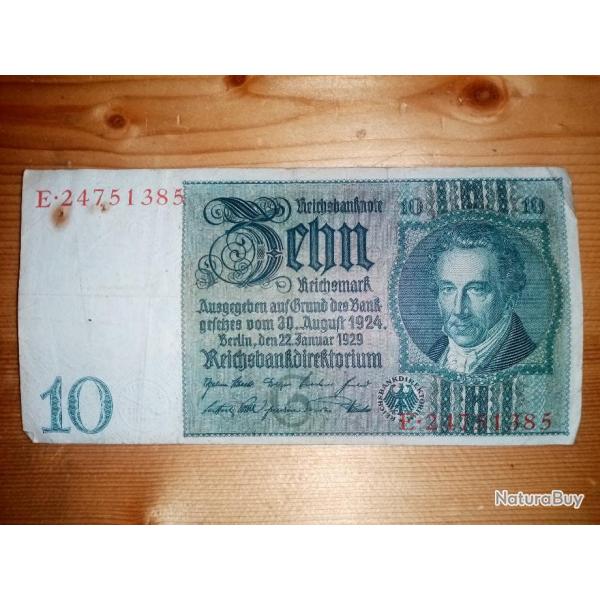 E·24751385
Reichsbanknote
10 10
Zehn
Reichsmark
Ausgegeben auf Grund des Bank-
gesetzes vom 30. August 1924.
Berlin, den 22. Januar 1929
Reichsbankdirektorium
REICHSBANKDIREKTORIUM
10
E·24751385
NaturaBuy